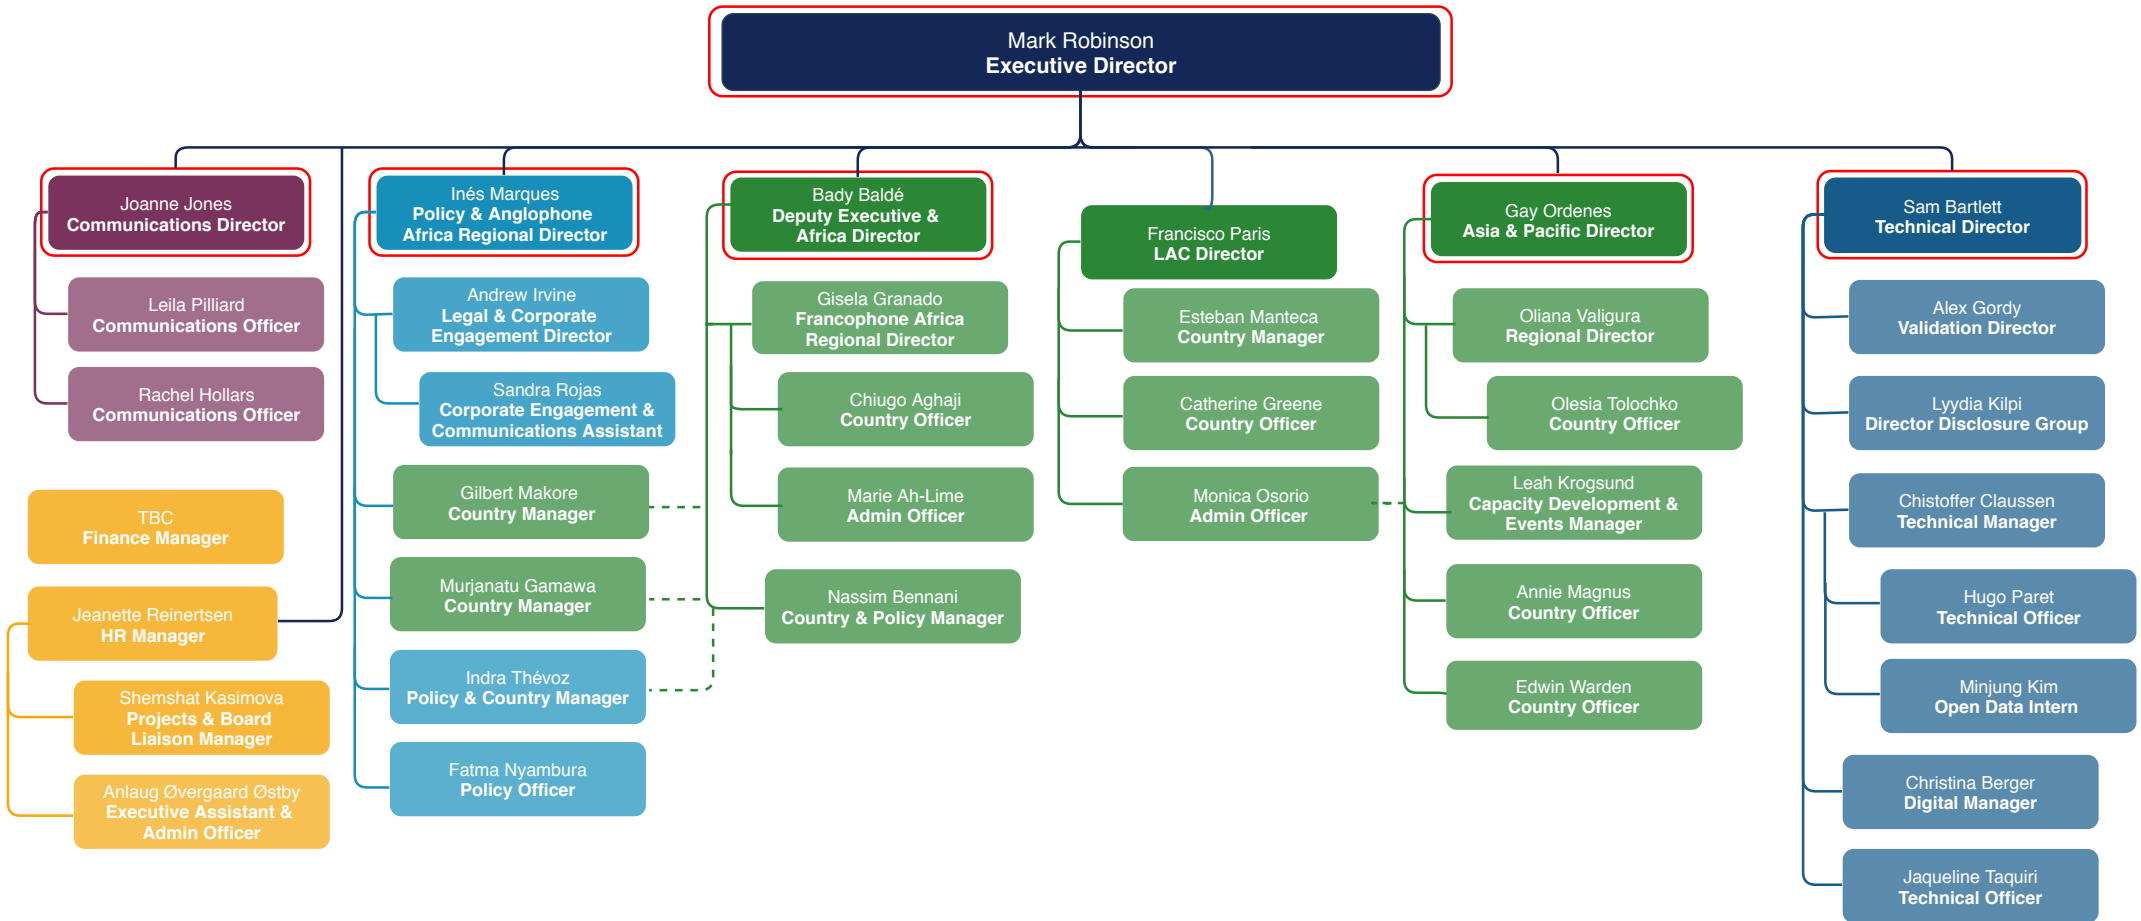 Mark Robinson
Executive Director
Joanne Jones
Communications Director
Leila Pilliard
Communications Officer
Rachel Hollars
Communications Officer
TBC
Finance Manager
Jeanette Reinertsen
HR Manager
Shemshat Kasimova
Projects & Board
Liaison Manager
Anlaug Øvergaard Østby
Executive Assistant &
Admin Officer
Inés Marques
Policy & Anglophone
Africa Regional Director
Andrew Irvine
Legal & Corporate
Engagement Director
Sandra Rojas
Corporate Engagement &
Communications Assistant
Gilbert Makore
Country Manager
Murjanatu Gamawa
Country Manager
Indra Thévoz
Policy & Country Manager
Fatma Nyambura
Policy Officer
Bady Baldé
Deputy Executive &
Africa Director
Gisela Granado
Francophone Africa
Regional Director
Chiugo Aghaji
Country Officer
Marie Ah-Lime
Admin Officer
Nassim Bennani
Country & Policy Manager
Francisco Paris
LAC Director
Esteban Manteca
Country Manager
Catherine Greene
Country Officer
Monica Osorio
Admin Officer
Gay Ordenes
Asia & Pacific Director
Oliana Valigura
Regional Director
Olesia Tolochko
Country Officer
Leah Krogsund
Capacity Development &
Events Manager
Annie Magnus
Country Officer
Edwin Warden
Country Officer
Sam Bartlett
Technical Director
Alex Gordy
Validation Director
Lyydia Kilpi
Director Disclosure Group
Chistoffer Claussen
Technical Manager
Hugo Paret
Technical Officer
Minjung Kim
Open Data Intern
Christina Berger
Digital Manager
Jaqueline Taquiri
Technical Officer